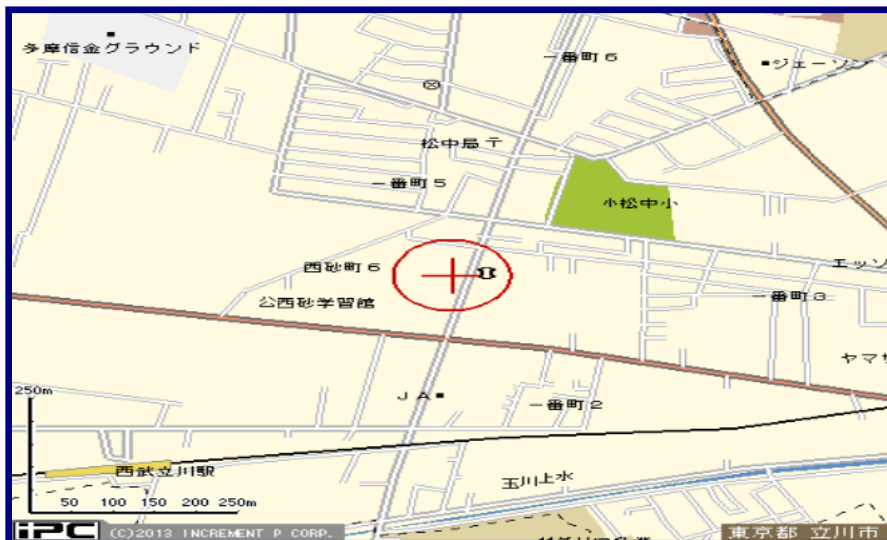 多摩信金グラウンド
一番町6
ジェーソン
松中局〒
一番町5
小松中小
西砂町6
エッソ
公西砂学習館
一番町3
ヤマザ
250m
JA
一番町2
西武立川駅
玉川上水
50 100 150 200 250m
iPC (C)2013 INCREMENT P CORP.
東京都 立川市